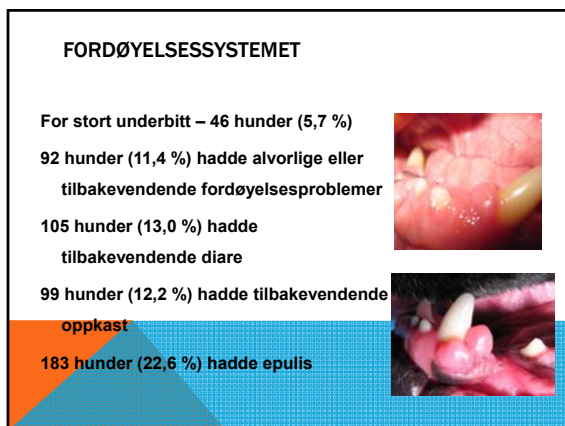 FORDØYELSESSYSTEMET
For stort underbitt – 46 hunder (5,7 %)
92 hunder (11,4 %) hadde alvorlige eller
tilbakevendende fordøyelsesproblemer
105 hunder (13,0 %) hadde
tilbakevendende diare
99 hunder (12,2 %) hadde tilbakevendende
oppkast
183 hunder (22,6 %) hadde epulis